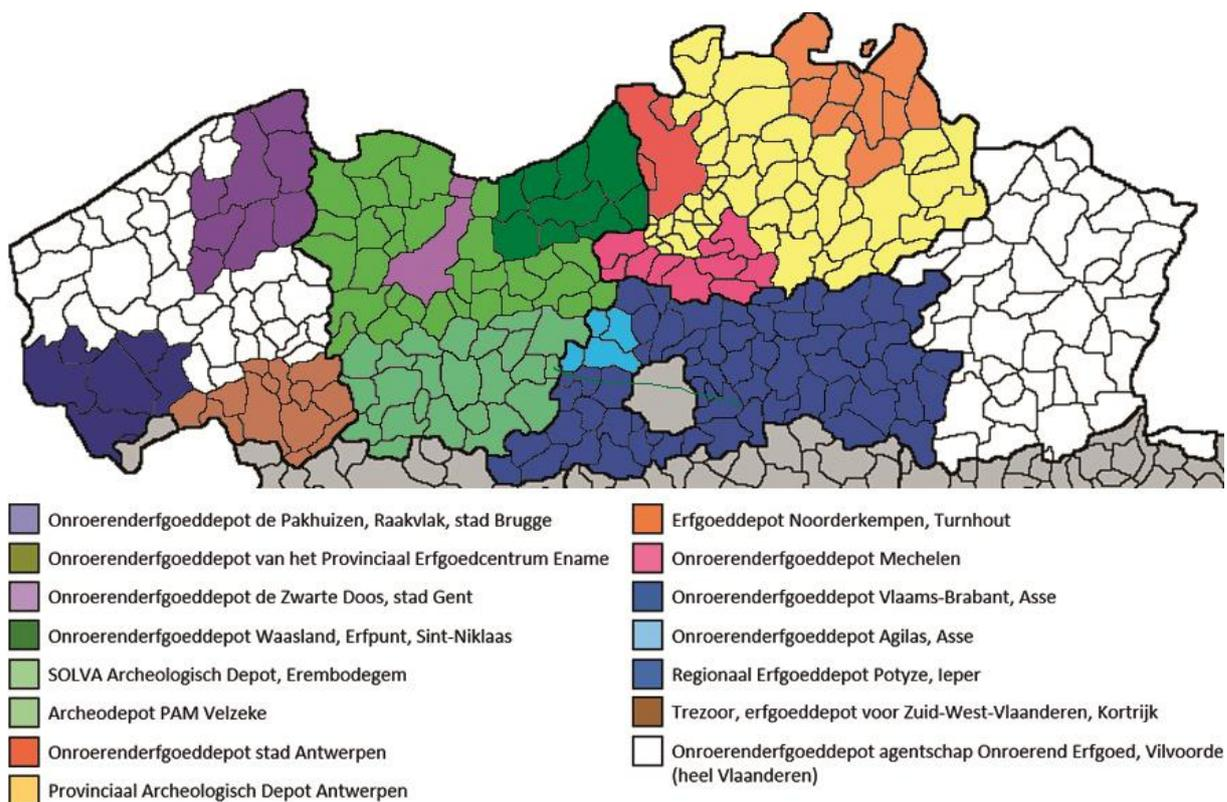 Onroerenderfgoeddepot de Pakhuizen, Raakvlak, stad Brugge
Onroerenderfgoeddepot van het Provinciaal Erfgoedcentrum Ename
Onroerenderfgoeddepot de Zwarte Doos, stad Gent
Onroerenderfgoeddepot Waasland, Erfpunt, Sint-Niklaas
SOLVA Archeologisch Depot, Erembodegem
Archeodepot PAM Velzeke
Onroerenderfgoeddepot stad Antwerpen
Provinciaal Archeologisch Depot Antwerpen
Erfgoeddepot Noorderkempen, Turnhout
Onroerenderfgoeddepot Mechelen
Onroerenderfgoeddepot Vlaams-Brabant, Asse
Onroerenderfgoeddepot Agilas, Asse
Regionaal Erfgoeddepot Potyze, Ieper
Trezoor, erfgoeddepot voor Zuid-West-Vlaanderen, Kortrijk
Onroerenderfgoeddepot agentschap Onroerend Erfgoed, Vilvoorde
(heel Vlaanderen)